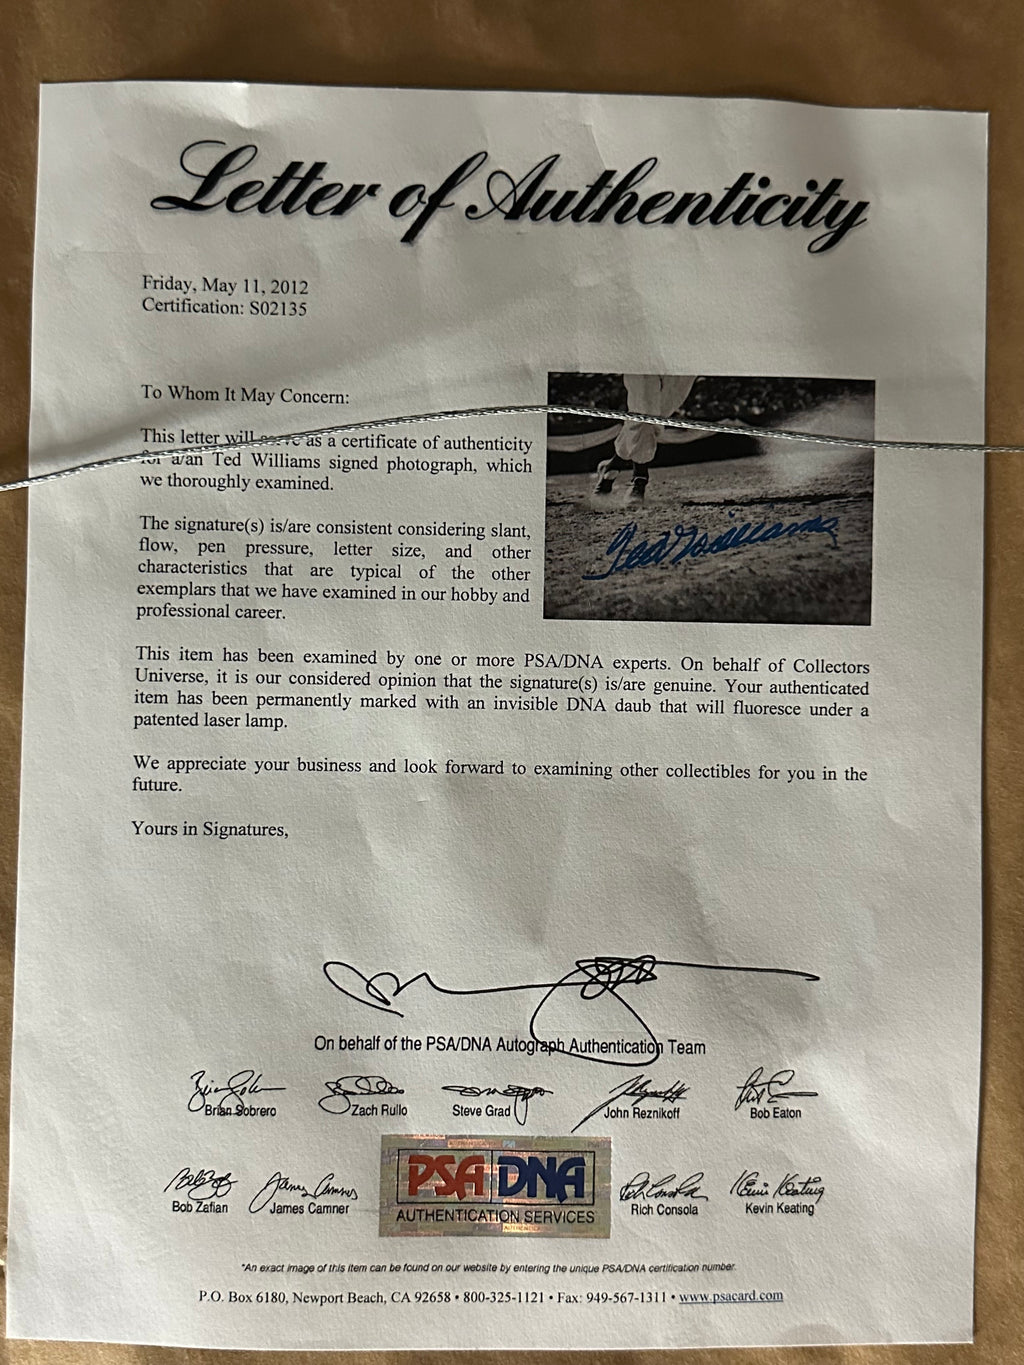 Letter of Authenticity
Friday, May 11, 2012
Certification: S02135
To Whom It May Concern:
This letter will serve as a certificate of authenticity
for a/an Ted Williams signed photograph, which
we thoroughly examined.
The signature(s) is/are consistent considering slant,
flow, pen pressure, letter size, and other
characteristics that are typical of the other
exemplars that we have examined in our hobby and
professional career.
Ted Williams
This item has been examined by one or more PSA/DNA experts. On behalf of Collectors
Universe, it is our considered opinion that the signature(s) is/are genuine. Your authenticated
item has been permanently marked with an invisible DNA daub that will fluoresce under a
patented laser lamp.
We appreciate your business and look forward to examining other collectibles for you in the
future.
Yours in Signatures,
On behalf of the PSA/DNA Autograph Authentication Team
Brian Sobrero Zach Rullo Steve Grad John Reznikoff Bob Eaton
PSA DNA
AUTHENTICATION SERVICES
Bob Zafian James Camner Rich Consola Kevin Keating
*An exact image of this item can be found on our website by entering the unique PSA/DNA certification number.
P.O. Box 6180, Newport Beach, CA 92658 • 800-325-1121 • Fax: 949-567-1311 • www.psacard.com